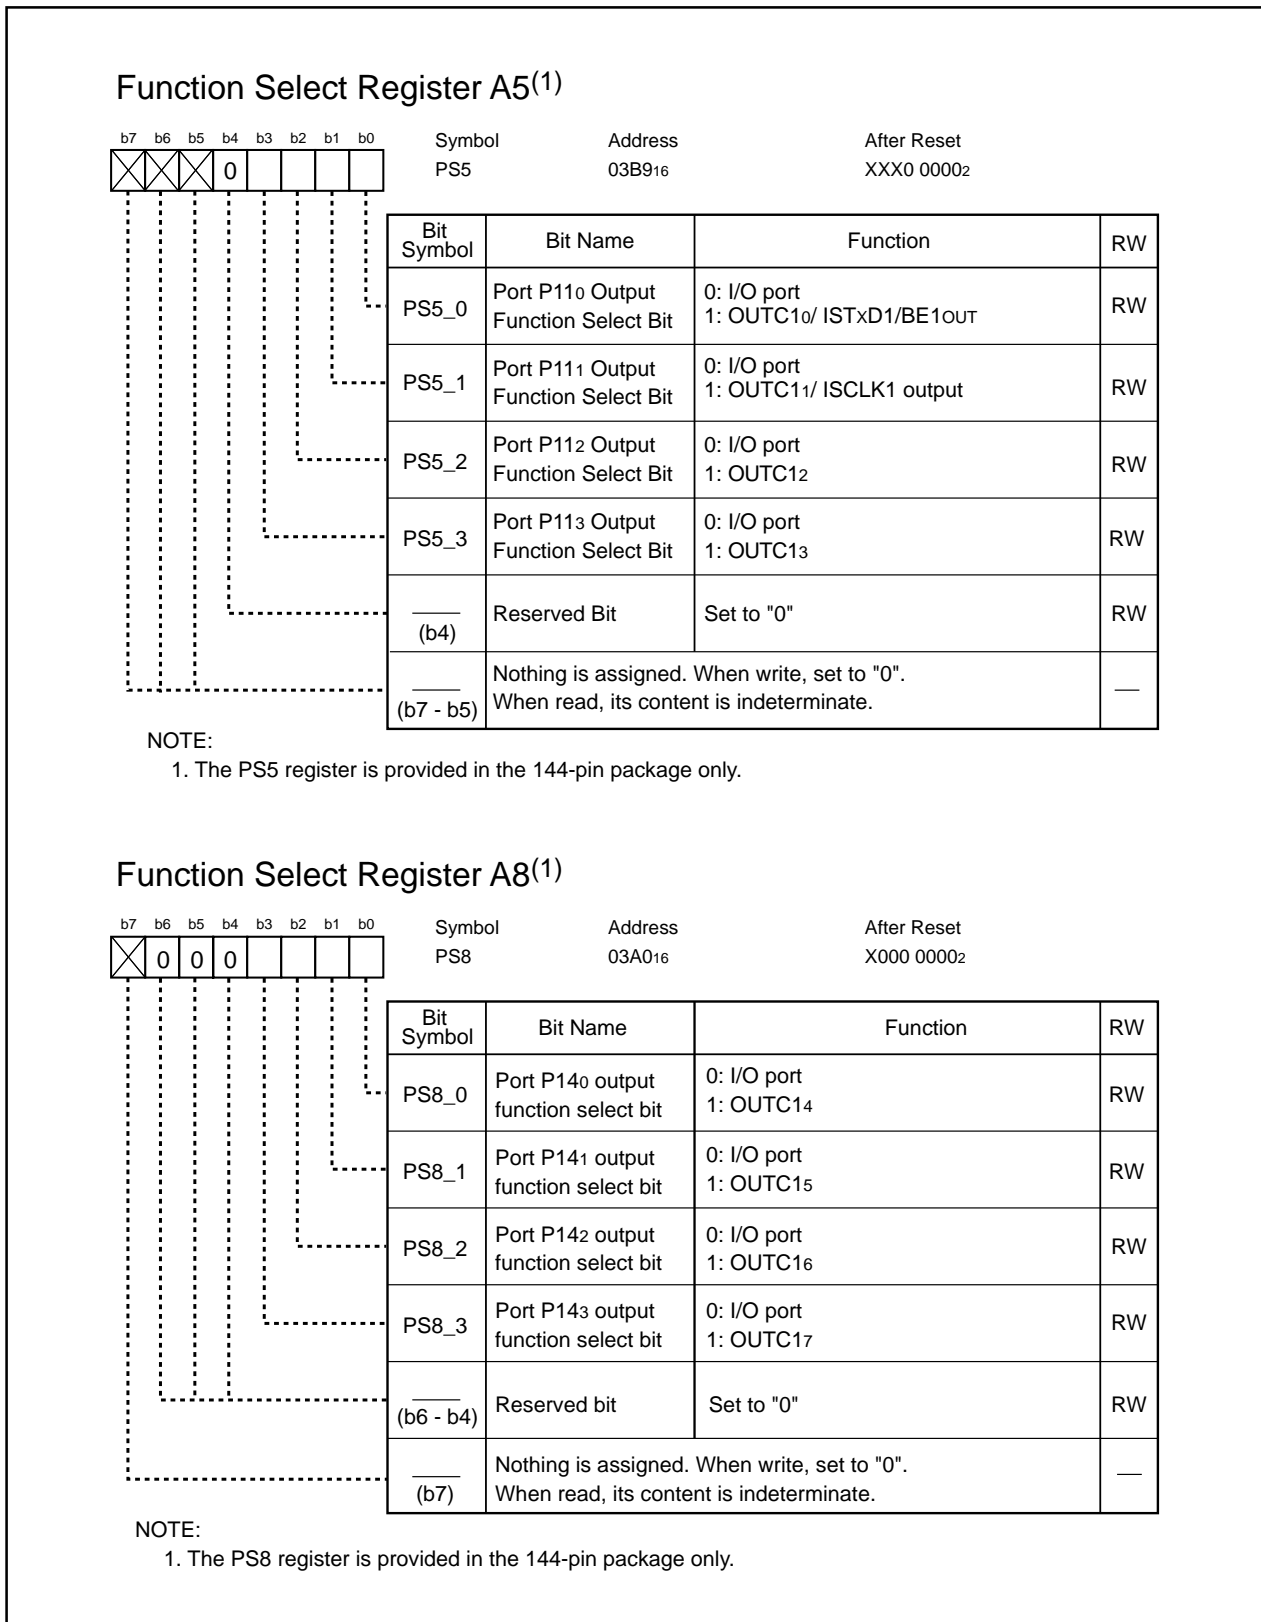 Function Select Register A5(1)
b7 b6 b5 b4 b3 b2 b1 b0
Symbol Address After Reset
0
PS5 03B916 XXX0 00002
Bit Symbol Bit Name Function RW
PS5_0 Port P110 Output Function Select Bit 0: I/O port 1: OUTC10/ ISTXD1/BE1OUT RW
PS5_1 Port P111 Output Function Select Bit 0: I/O port 1: OUTC11/ ISCLK1 output RW
PS5_2 Port P112 Output Function Select Bit 0: I/O port 1: OUTC12 RW
PS5_3 Port P113 Output Function Select Bit 0: I/O port 1: OUTC13 RW
(b4) Reserved Bit Set to "0" RW
(b7 - b5) Nothing is assigned. When write, set to "0".
When read, its content is indeterminate.
NOTE:
1. The PS5 register is provided in the 144-pin package only.
Function Select Register A8(1)
b7 b6 b5 b4 b3 b2 b1 b0
Symbol Address After Reset
0 0 0
PS8 03A016 X000 00002
Bit Symbol Bit Name Function RW
PS8_0 Port P140 output function select bit 0: I/O port 1: OUTC14 RW
PS8_1 Port P141 output function select bit 0: I/O port 1: OUTC15 RW
PS8_2 Port P142 output function select bit 0: I/O port 1: OUTC16 RW
PS8_3 Port P143 output function select bit 0: I/O port 1: OUTC17 RW
(b6 - b4) Reserved bit Set to "0" RW
(b7) Nothing is assigned. When write, set to "0".
When read, its content is indeterminate.
NOTE:
1. The PS8 register is provided in the 144-pin package only.